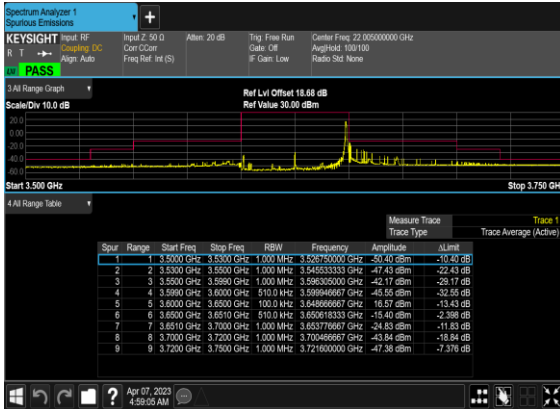 Spectrum Analyzer 1
Spurious Emissions
KEYSIGHT Input: RF Input Z: 50 Ω Atten: 20 dB Trig: Free Run Center Freq: 22.005000000 GHz
R T Coupling: DC Corr CCorr Gate: Off Avg|Hold: 100/100
Align: Auto Freq Ref: Int (S) IF Gain: Low Radio Std: None
PASS
3 All Range Graph
Ref Lvl Offset 18.68 dB
Scale/Div 10.0 dB Ref Value 30.00 dBm
20.0
0.00
-20.0
-40.0
-60.0
Start 3.500 GHz Stop 3.750 GH
4 All Range Table
Measure Trace Trace 1
Trace Type Trace Average (Active)
Spur Range Start Freq Stop Freq RBW Frequency Amplitude ΔLimit
1 1 3.5000 GHz 3.5300 GHz 1.000 MHz 3.526750000 GHz -50.40 dBm -10.40 dB
2 2 3.5300 GHz 3.5500 GHz 1.000 MHz 3.545533333 GHz -47.43 dBm -22.43 dB
3 3 3.5500 GHz 3.5990 GHz 1.000 MHz 3.596305000 GHz -42.17 dBm -29.17 dB
4 4 3.5990 GHz 3.6000 GHz 510.0 kHz 3.599946667 GHz -45.55 dBm -32.55 dB
5 5 3.6000 GHz 3.6500 GHz 100.0 kHz 3.648666667 GHz 16.57 dBm -13.43 dB
6 6 3.6500 GHz 3.6510 GHz 510.0 kHz 3.650618333 GHz -15.40 dBm -2.398 dB
7 7 3.6510 GHz 3.7000 GHz 1.000 MHz 3.653776667 GHz -24.83 dBm -11.83 dB
8 8 3.7000 GHz 3.7200 GHz 1.000 MHz 3.700466667 GHz -43.84 dBm -18.84 dB
9 9 3.7200 GHz 3.7500 GHz 1.000 MHz 3.721600000 GHz -47.38 dBm -7.376 dB
Apr 07, 2023
4:59:05 AM